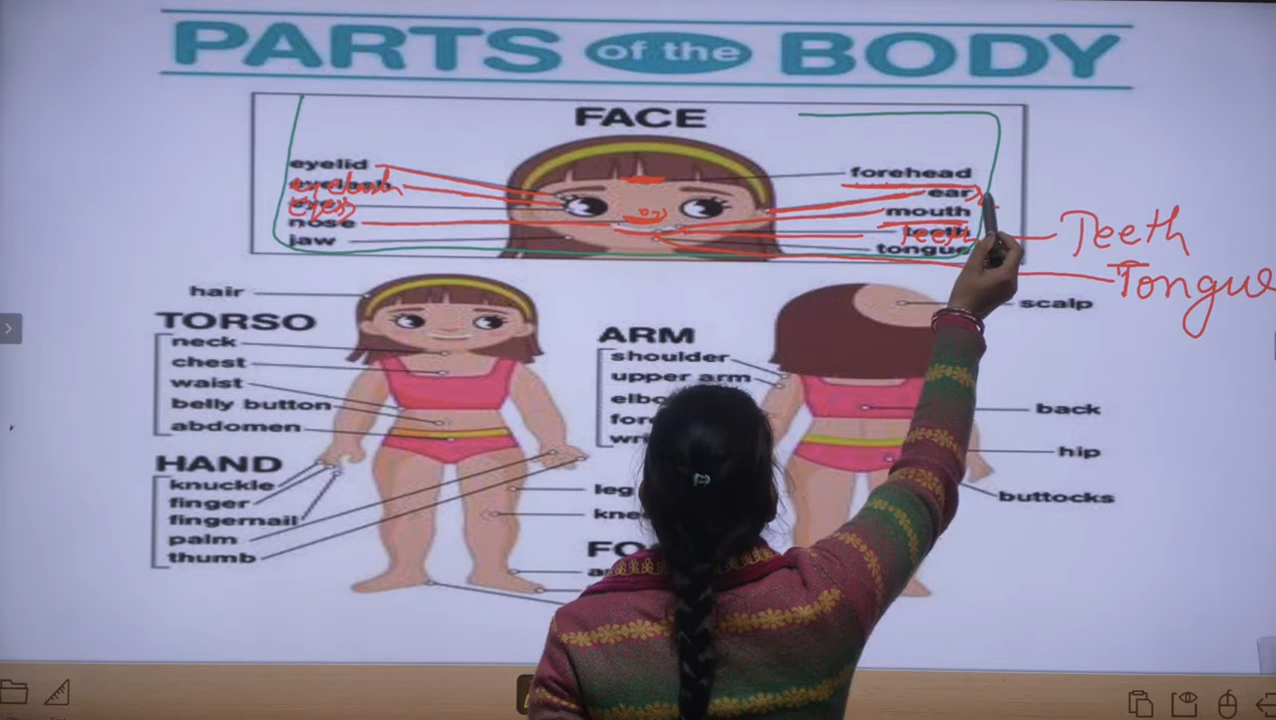 PARTS of the BODY
FACE
eyelid
eyelash
eyes
nose
jaw
forehead
ears
mouth
Teeth
tongue
Teeth
Tongue
hair
TORSO
neck
chest
waist
belly button
abdomen
HAND
knuckle
finger
fingernail
palm
thumb
ARM
shoulder
upper arm
leg
scalp
back
hip
buttocks